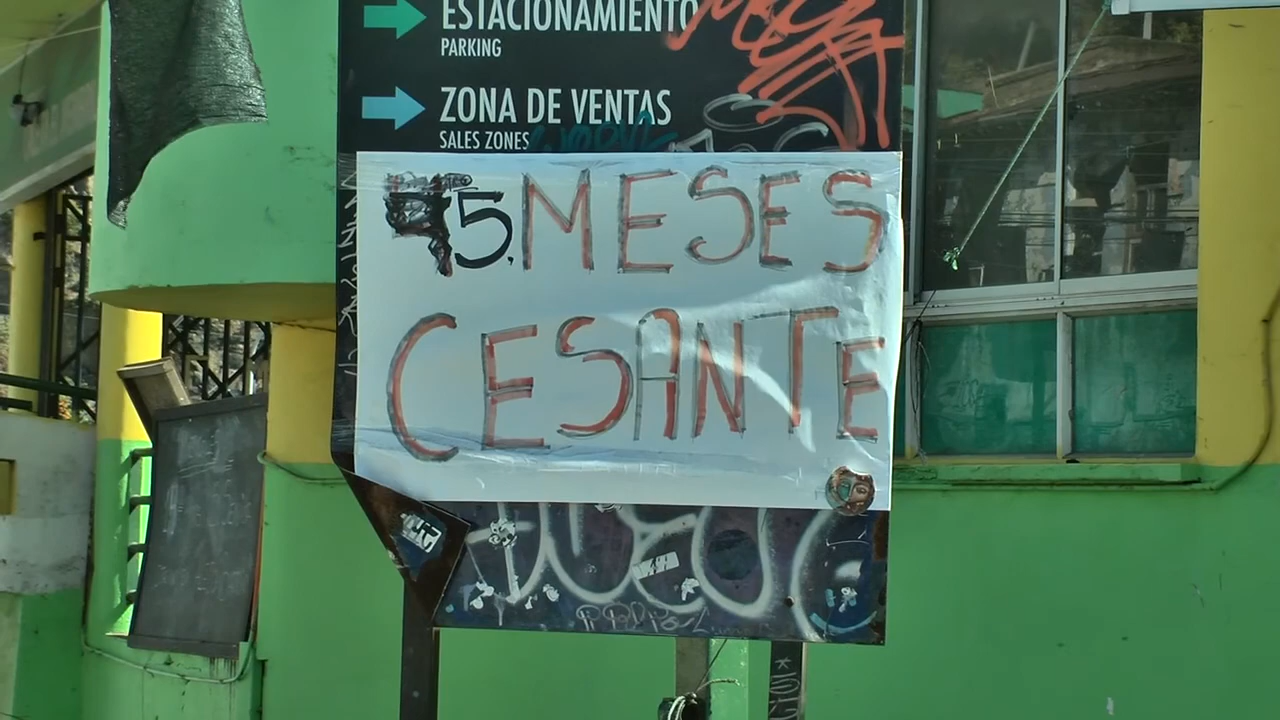 ESTACIONAMIENTO
PARKING
ZONA DE VENTAS
SALES ZONES
5. MESES
CESANTE